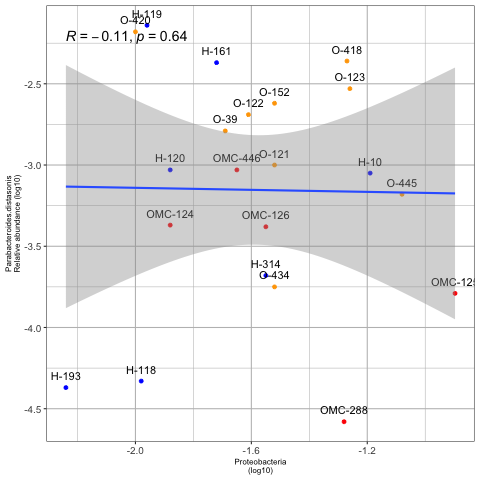 H-119
O-420
R = −0.11, p = 0.64
H-161
O-418
O-123
O-152
O-122
O-39
H-120
OMC-446
O-121
H-10
O-445
OMC-124
OMC-126
H-314
O-434
OMC-125
H-193
H-118
OMC-288
-2.5
-3.0
-3.5
-4.0
-4.5
Parabacteroides.distasonis
Relative abundance (log10)
-2.0
-1.6
-1.2
Proteobacteria
(log10)